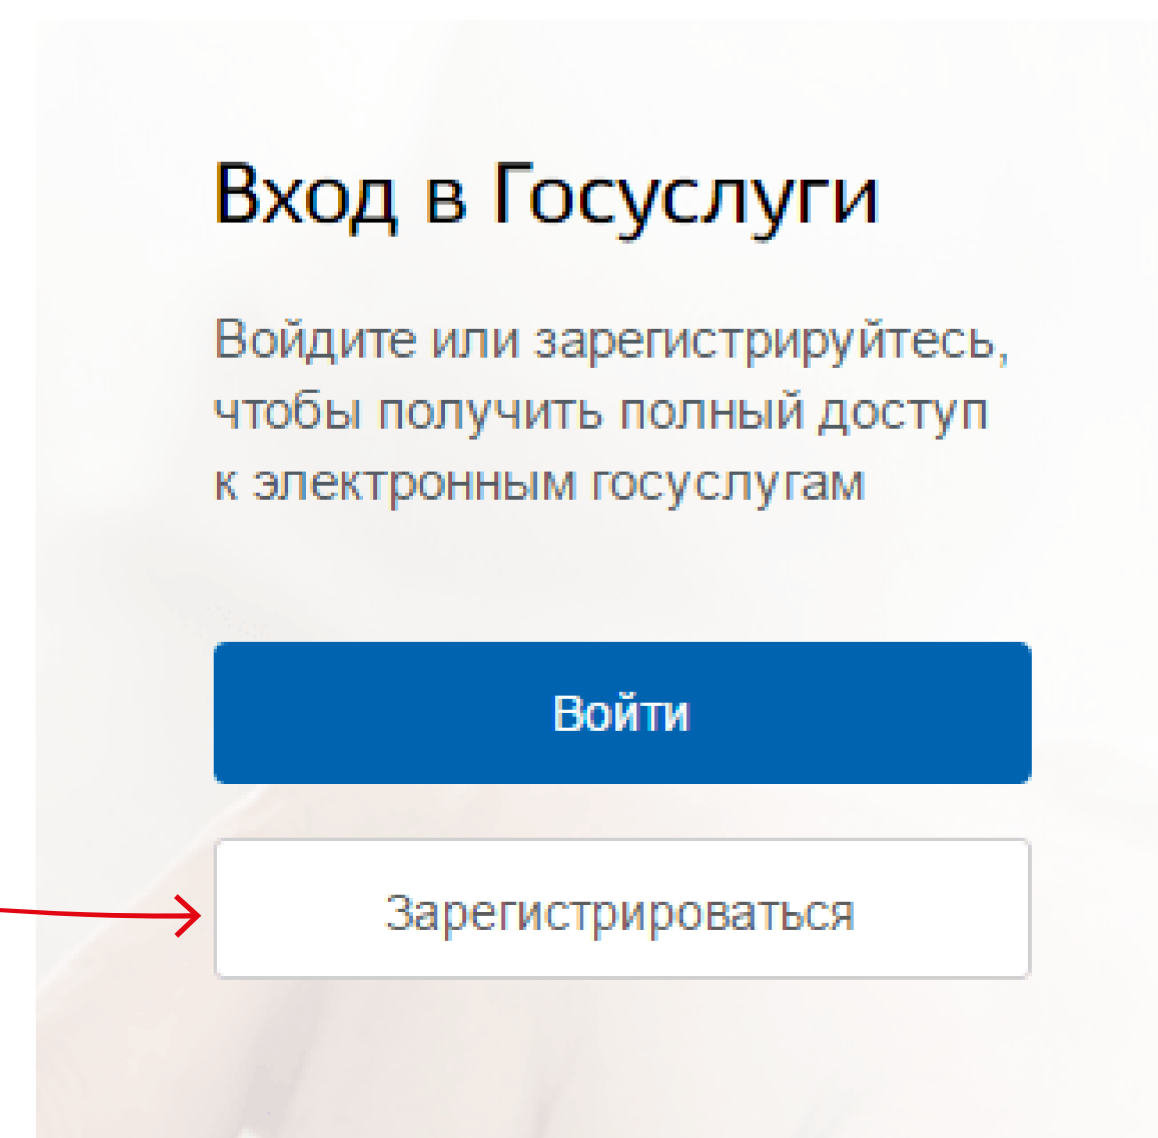 Вход в Госуслуги
Войдите или зарегистрируйтесь,
чтобы получить полный доступ
к электронным госуслугам
Войти
Зарегистрироваться